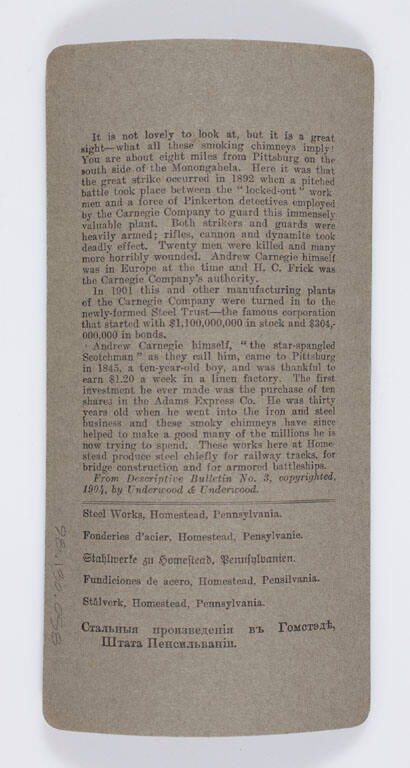 It is not lovely to look at, but it is a great
sight—what all these smoking chimneys imply!
You are about eight miles from Pittsburg on the
south side of the Monongahela. Here it was that
the great strike occurred in 1892 when a pitched
battle took place between the "locked-out" work
men and a force of Pinkerton detectives employed
by the Carnegie Company to guard this immensely
valuable plant. Both strikers and guards were
heavily armed; rifles, cannon and dynamite took
deadly effect. Twenty men were killed and many
more horribly wounded. Andrew Carnegie himself
was in Europe at the time and H. C. Frick was
the Carnegie Company's authority.
In 1901 this and other manufacturing plants
of the Carnegie Company were turned in to the
newly-formed Steel Trust—the famous corporation
that started with $1,100,000,000 in stock and $304,-
000,000 in bonds.
Andrew Carnegie himself, "the star-spangled
Scotchman" as they call him, came to Pittsburg
in 1845, a ten-year-old boy, and was thankful to
earn $1.20 a week in a linen factory. The first
investment he ever made was the purchase of ten
shares in the Adams Express Co. He was thirty
years old when he went into the iron and steel
business and these smoky chimneys have since
helped to make a good many of the millions he is
now trying to spend. These works here at Home
stead produce steel chiefly for railway tracks, for
bridge construction and for armored battleships.
From Descriptive Bulletin No. 3, copyrighted,
1904, by Underwood & Underwood.
Steel Works, Homestead, Pennsylvania.
Fonderies d'acier, Homestead, Pensylvanie.
Stahlwerke zu Homestead, Pennsylvanien.
Fundiciones de acero, Homestead, Pensilvania.
Stålverk, Homestead, Pennsylvania.
Стальныя произведенія въ Гомстэдѣ,
Штата Пенсильваніи.